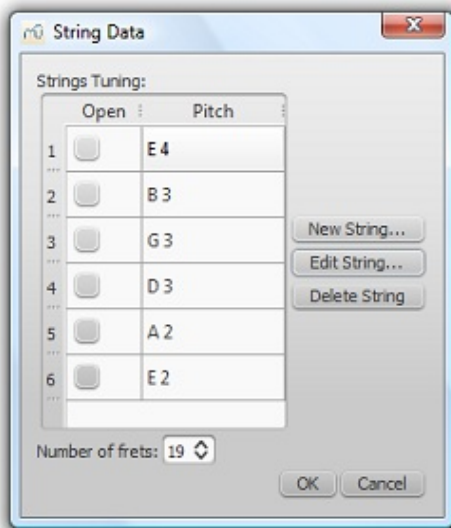 String Data
Strings Tuning:
Open Pitch
1 E 4
2 B 3
3 G 3
4 D 3
5 A 2
6 E 2
New String...
Edit String...
Delete String
Number of frets: 19
OK Cancel